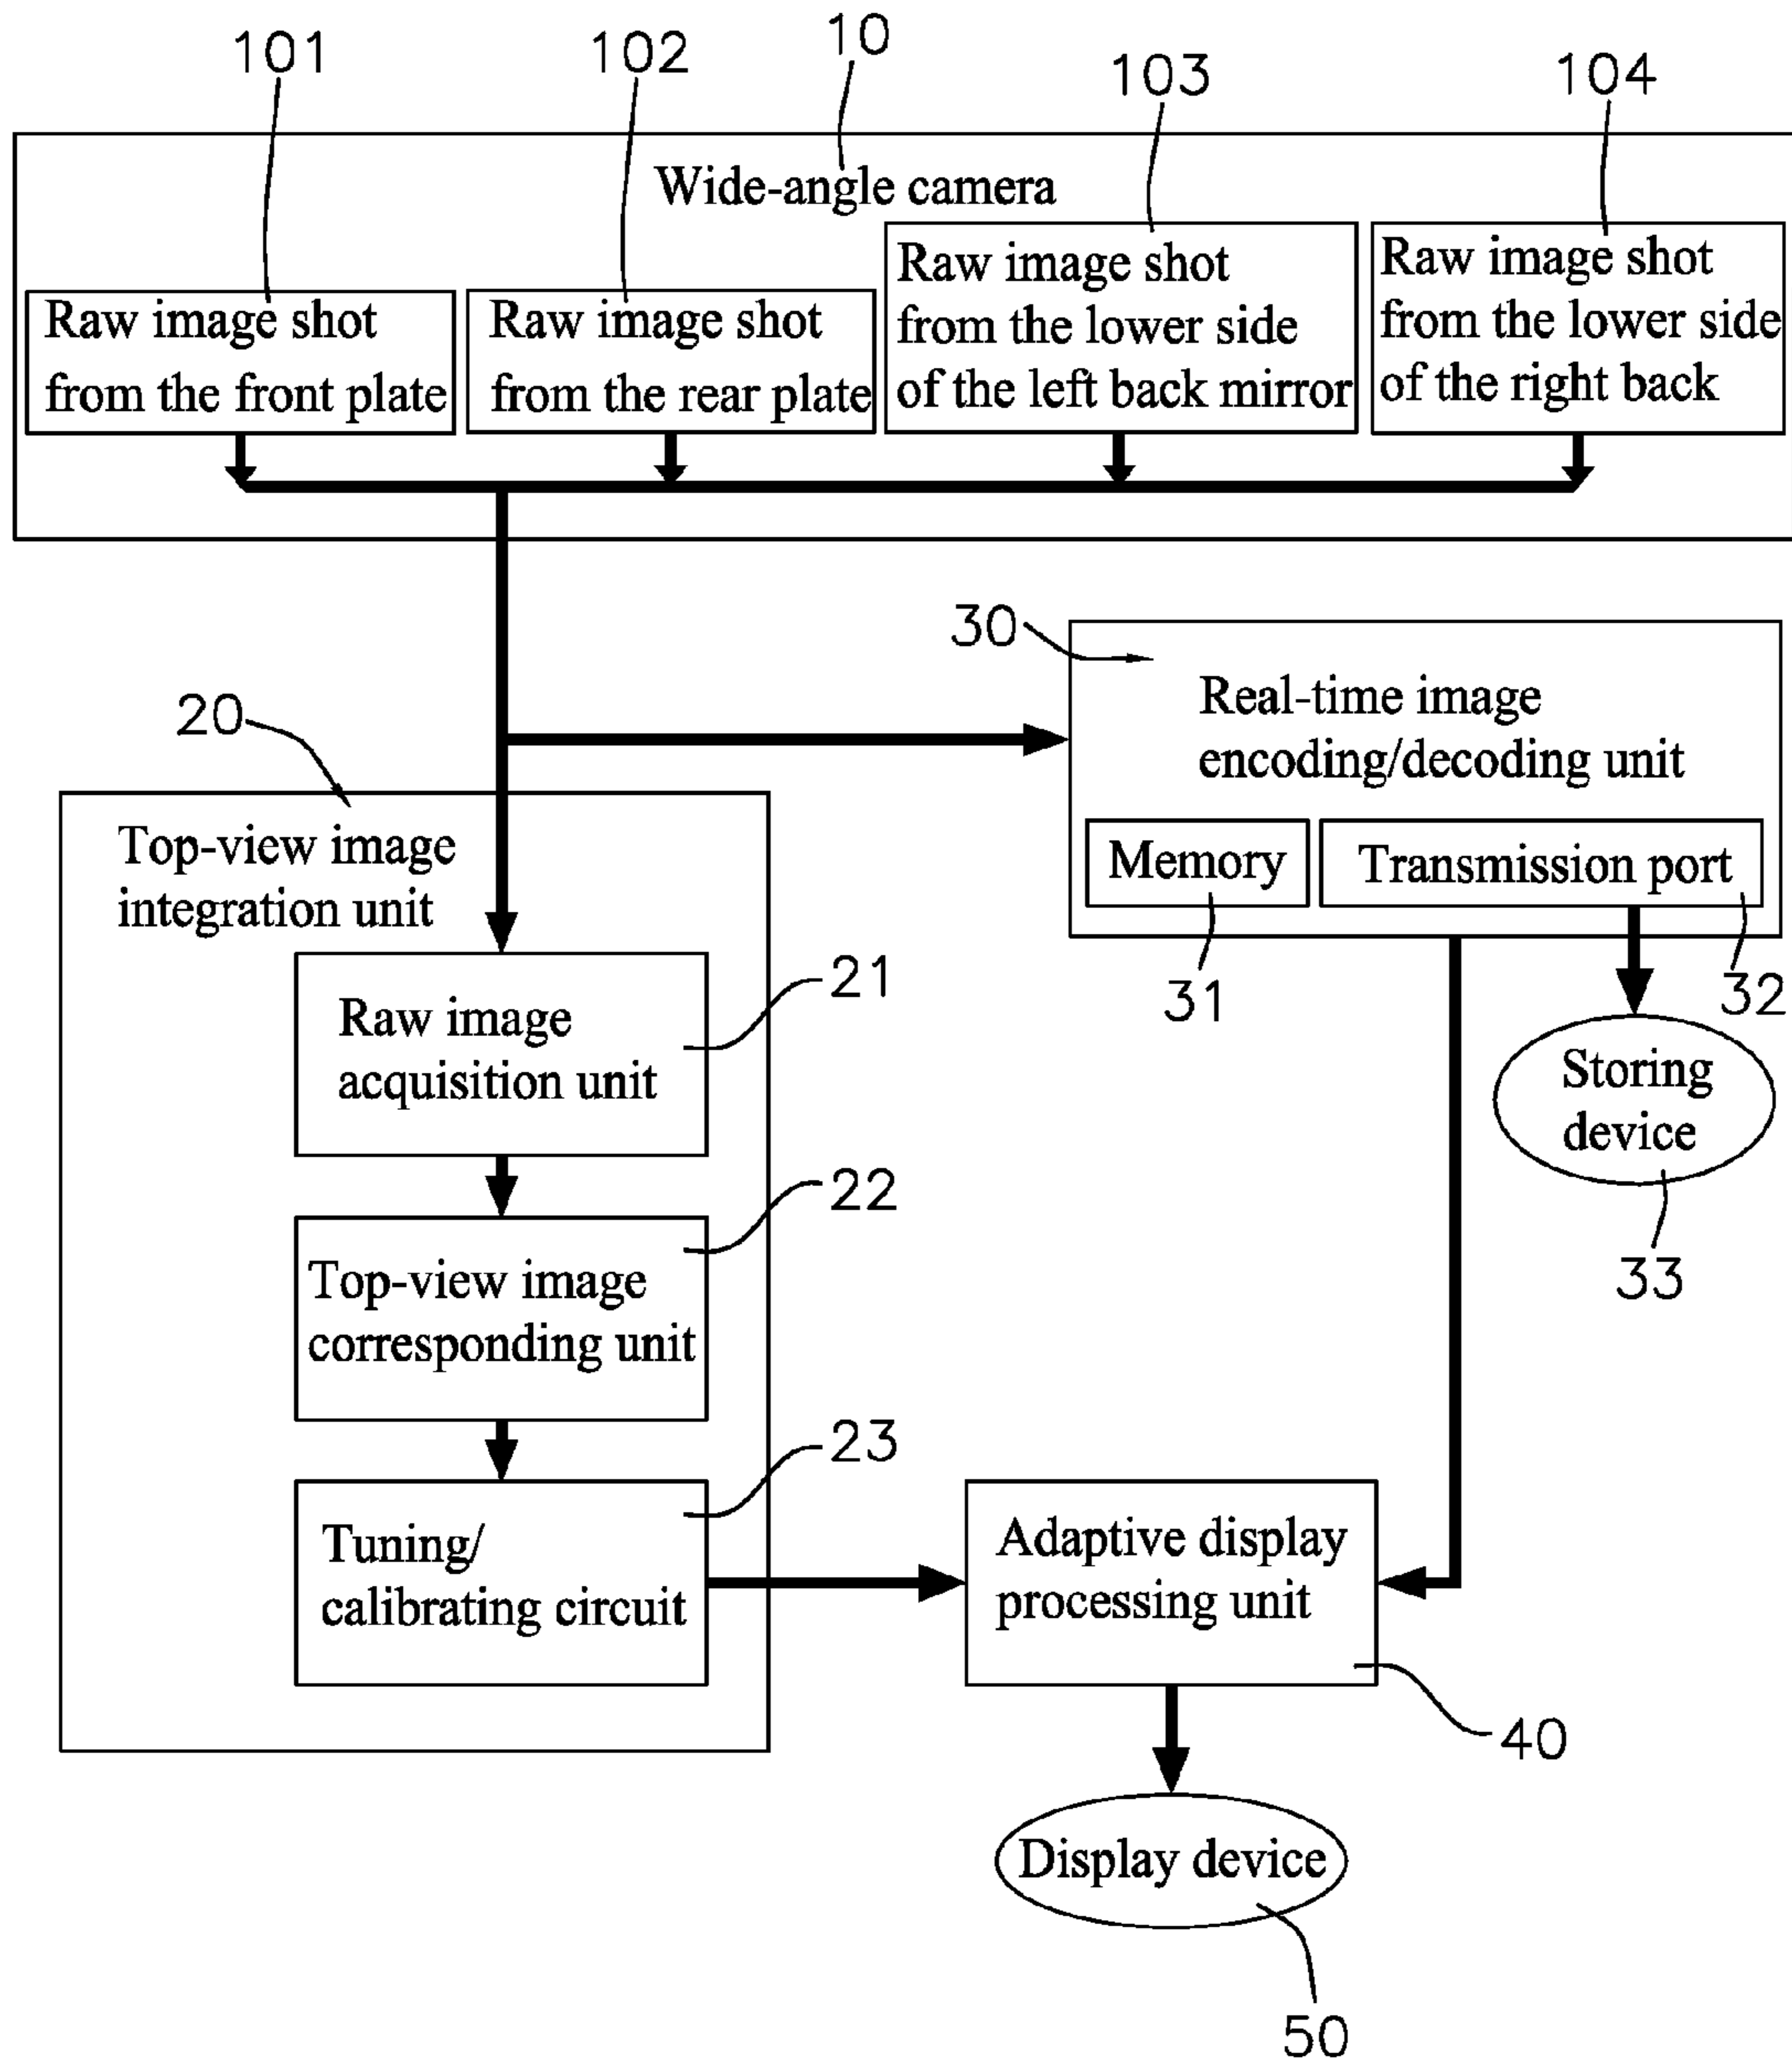 101
102
10
103
104
Wide-angle camera
Raw image shot
from the front plate
Raw image shot
from the rear plate
Raw image shot
from the lower side
of the left back mirror
Raw image shot
from the lower side
of the right back
30
Real-time image
encoding/decoding unit
Memory
Transmission port
31
32
Storing
device
33
20
Top-view image
integration unit
Raw image
acquisition unit
21
Top-view image
corresponding unit
22
Tuning/
calibrating circuit
23
Adaptive display
processing unit
40
Display device
50